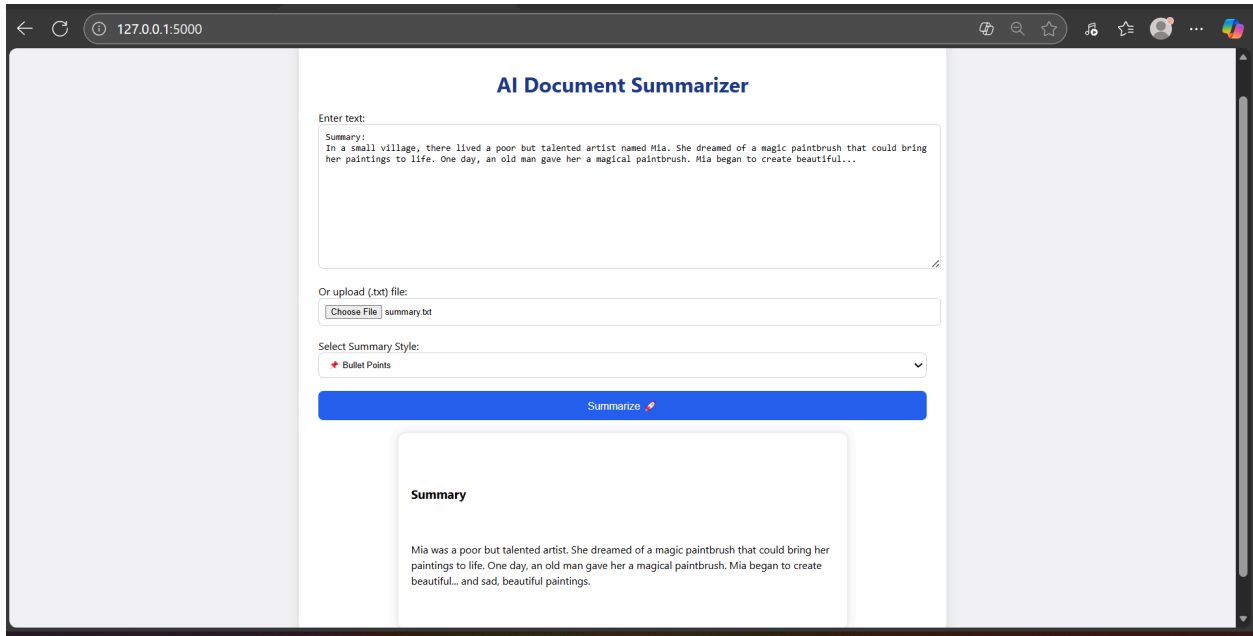 127.0.0.1:5000
AI Document Summarizer
Enter text:
Summary:
In a small village, there lived a poor but talented artist named Mia. She dreamed of a magic paintbrush that could bring
her paintings to life. One day, an old man gave her a magical paintbrush. Mia began to create beautiful...
Or upload (.txt) file:
Choose File summary.txt
Select Summary Style:
📌 Bullet Points
Summarize 🚀
Summary
Mia was a poor but talented artist. She dreamed of a magic paintbrush that could bring her
paintings to life. One day, an old man gave her a magical paintbrush. Mia began to create
beautiful... and sad, beautiful paintings.